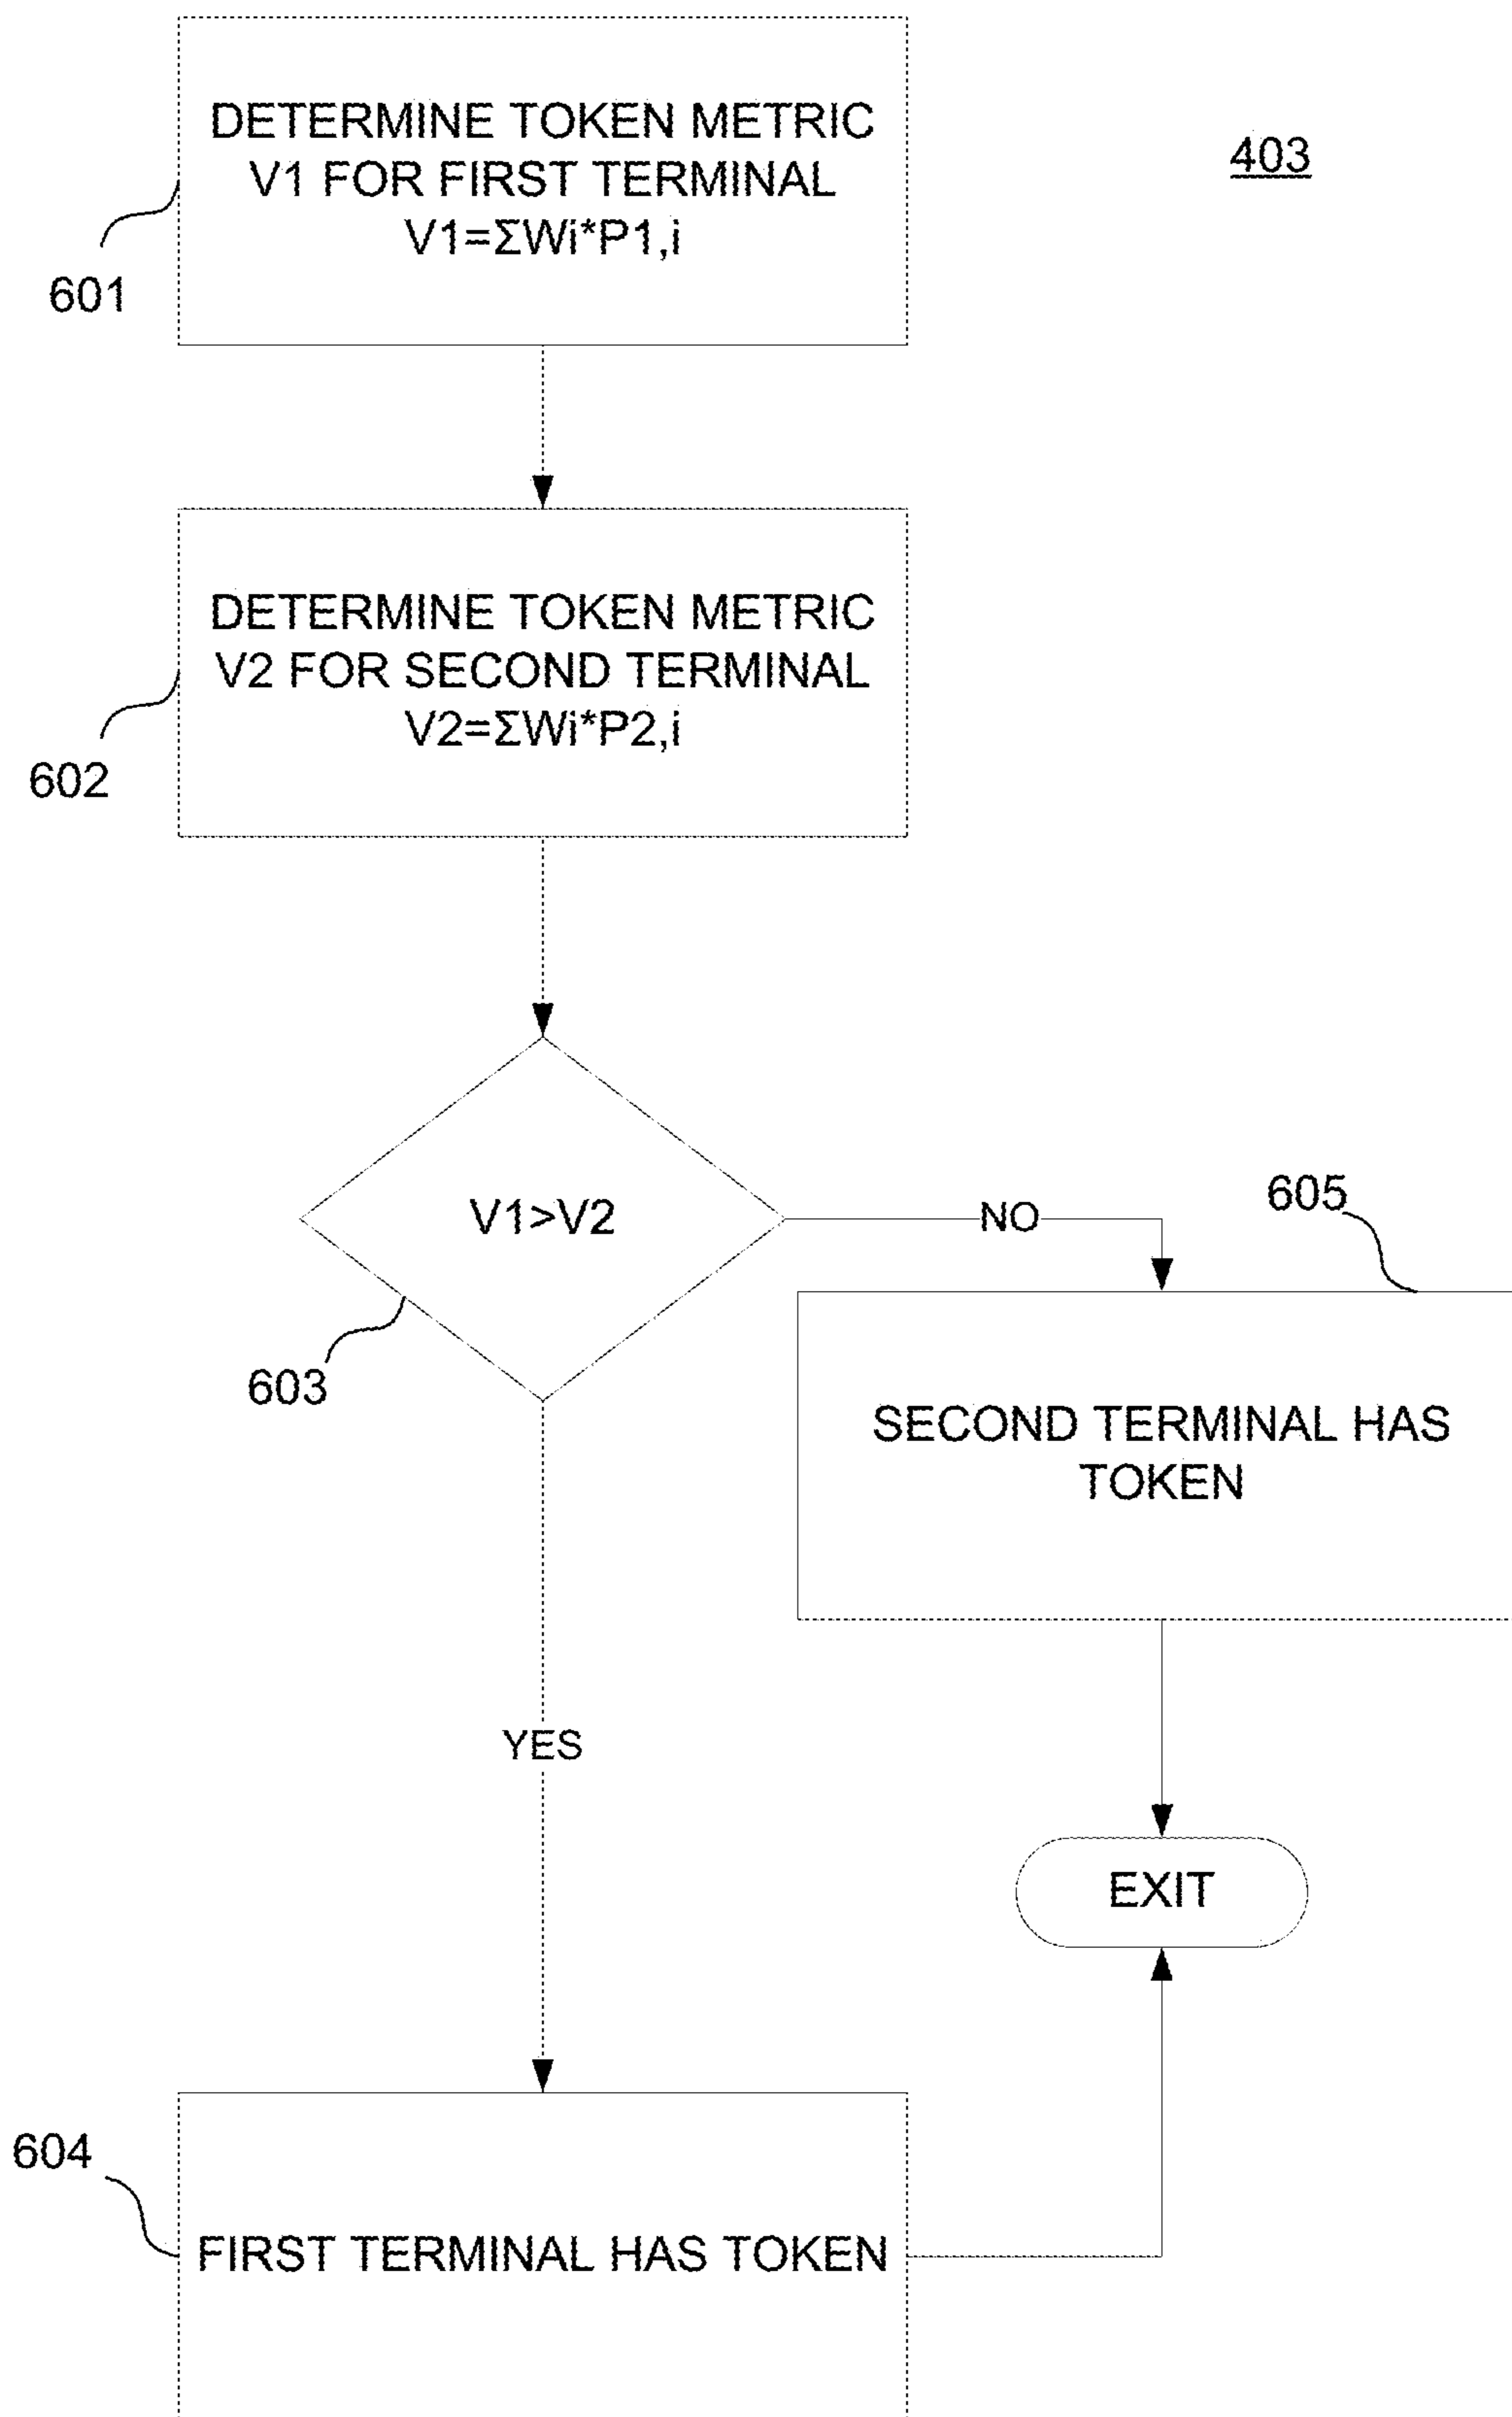 DETERMINE TOKEN METRIC
V1 FOR FIRST TERMINAL
V1=ΣWi*P1,i
403
601
DETERMINE TOKEN METRIC
V2 FOR SECOND TERMINAL
V2=ΣWi*P2,i
602
V1>V2
NO
605
603
SECOND TERMINAL HAS
TOKEN
YES
EXIT
604
FIRST TERMINAL HAS TOKEN